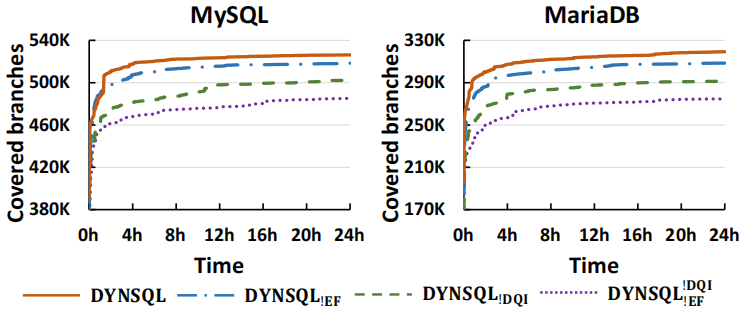 MySQL
MariaDB
Covered branches
540K
500K
460K
420K
380K
0h 4h 8h 12h 16h 20h 24h
Time
Covered branches
330K
290K
250K
210K
170K
0h 4h 8h 12h 16h 20h 24h
Time
DYNSQL DYNSQL!EF DYNSQL!DQI DYNSQL!DQI!EF